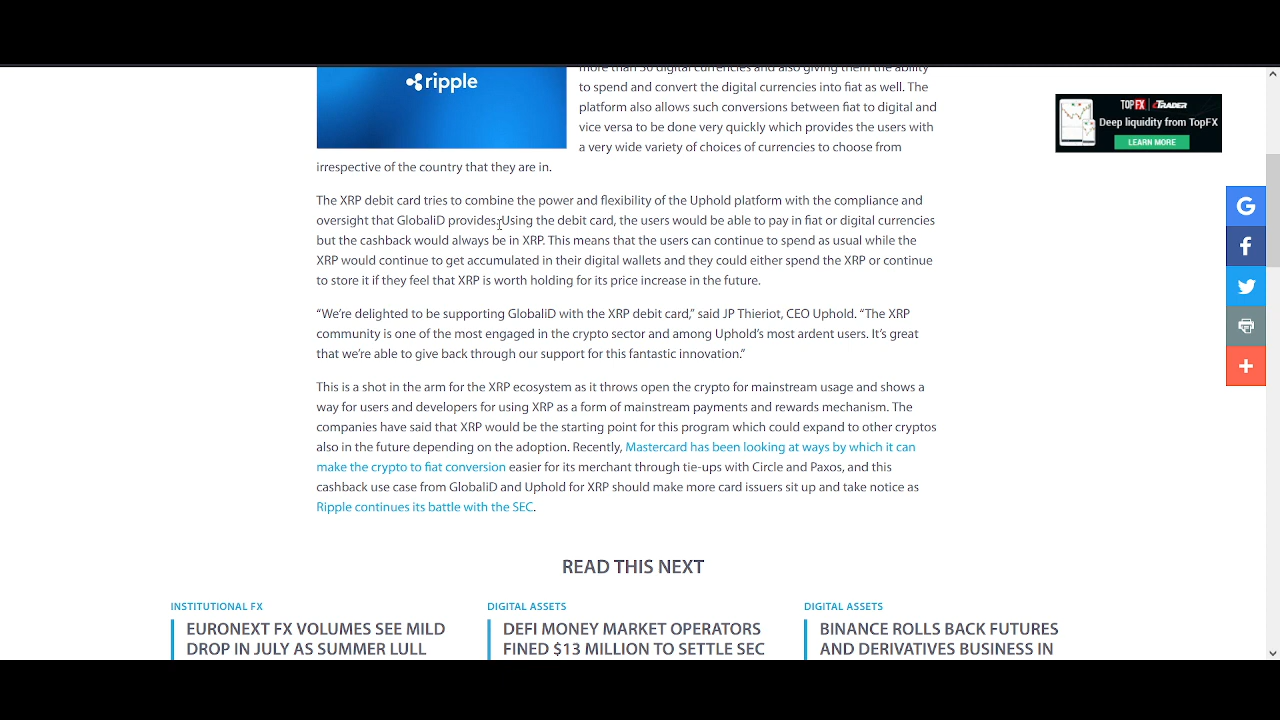 ripple
more than 50 digital currencies and also giving them the ability
to spend and convert the digital currencies into fiat as well. The
platform also allows such conversions between fiat to digital and
vice versa to be done very quickly which provides the users with
a very wide variety of choices of currencies to choose from
irrespective of the country that they are in.
The XRP debit card tries to combine the power and flexibility of the Uphold platform with the compliance and
oversight that GlobaliD provides. Using the debit card, the users would be able to pay in fiat or digital currencies
but the cashback would always be in XRP. This means that the users can continue to spend as usual while the
XRP would continue to get accumulated in their digital wallets and they could either spend the XRP or continue
to store it if they feel that XRP is worth holding for its price increase in the future.
“We’re delighted to be supporting GlobaliD with the XRP debit card,” said JP Thieriot, CEO Uphold. “The XRP
community is one of the most engaged in the crypto sector and among Uphold’s most ardent users. It’s great
that we’re able to give back through our support for this fantastic innovation.”
This is a shot in the arm for the XRP ecosystem as it throws open the crypto for mainstream usage and shows a
way for users and developers for using XRP as a form of mainstream payments and rewards mechanism. The
companies have said that XRP would be the starting point for this program which could expand to other cryptos
also in the future depending on the adoption. Recently, Mastercard has been looking at ways by which it can
make the crypto to fiat conversion easier for its merchant through tie-ups with Circle and Paxos, and this
cashback use case from GlobaliD and Uphold for XRP should make more card issuers sit up and take notice as
Ripple continues its battle with the SEC.
TOPFX cTRADER
Deep liquidity from TopFX
LEARN MORE
READ THIS NEXT
INSTITUTIONAL FX
EURONEXT FX VOLUMES SEE MILD
DROP IN JULY AS SUMMER LULL
DIGITAL ASSETS
DEFI MONEY MARKET OPERATORS
FINED $13 MILLION TO SETTLE SEC
DIGITAL ASSETS
BINANCE ROLLS BACK FUTURES
AND DERIVATIVES BUSINESS IN